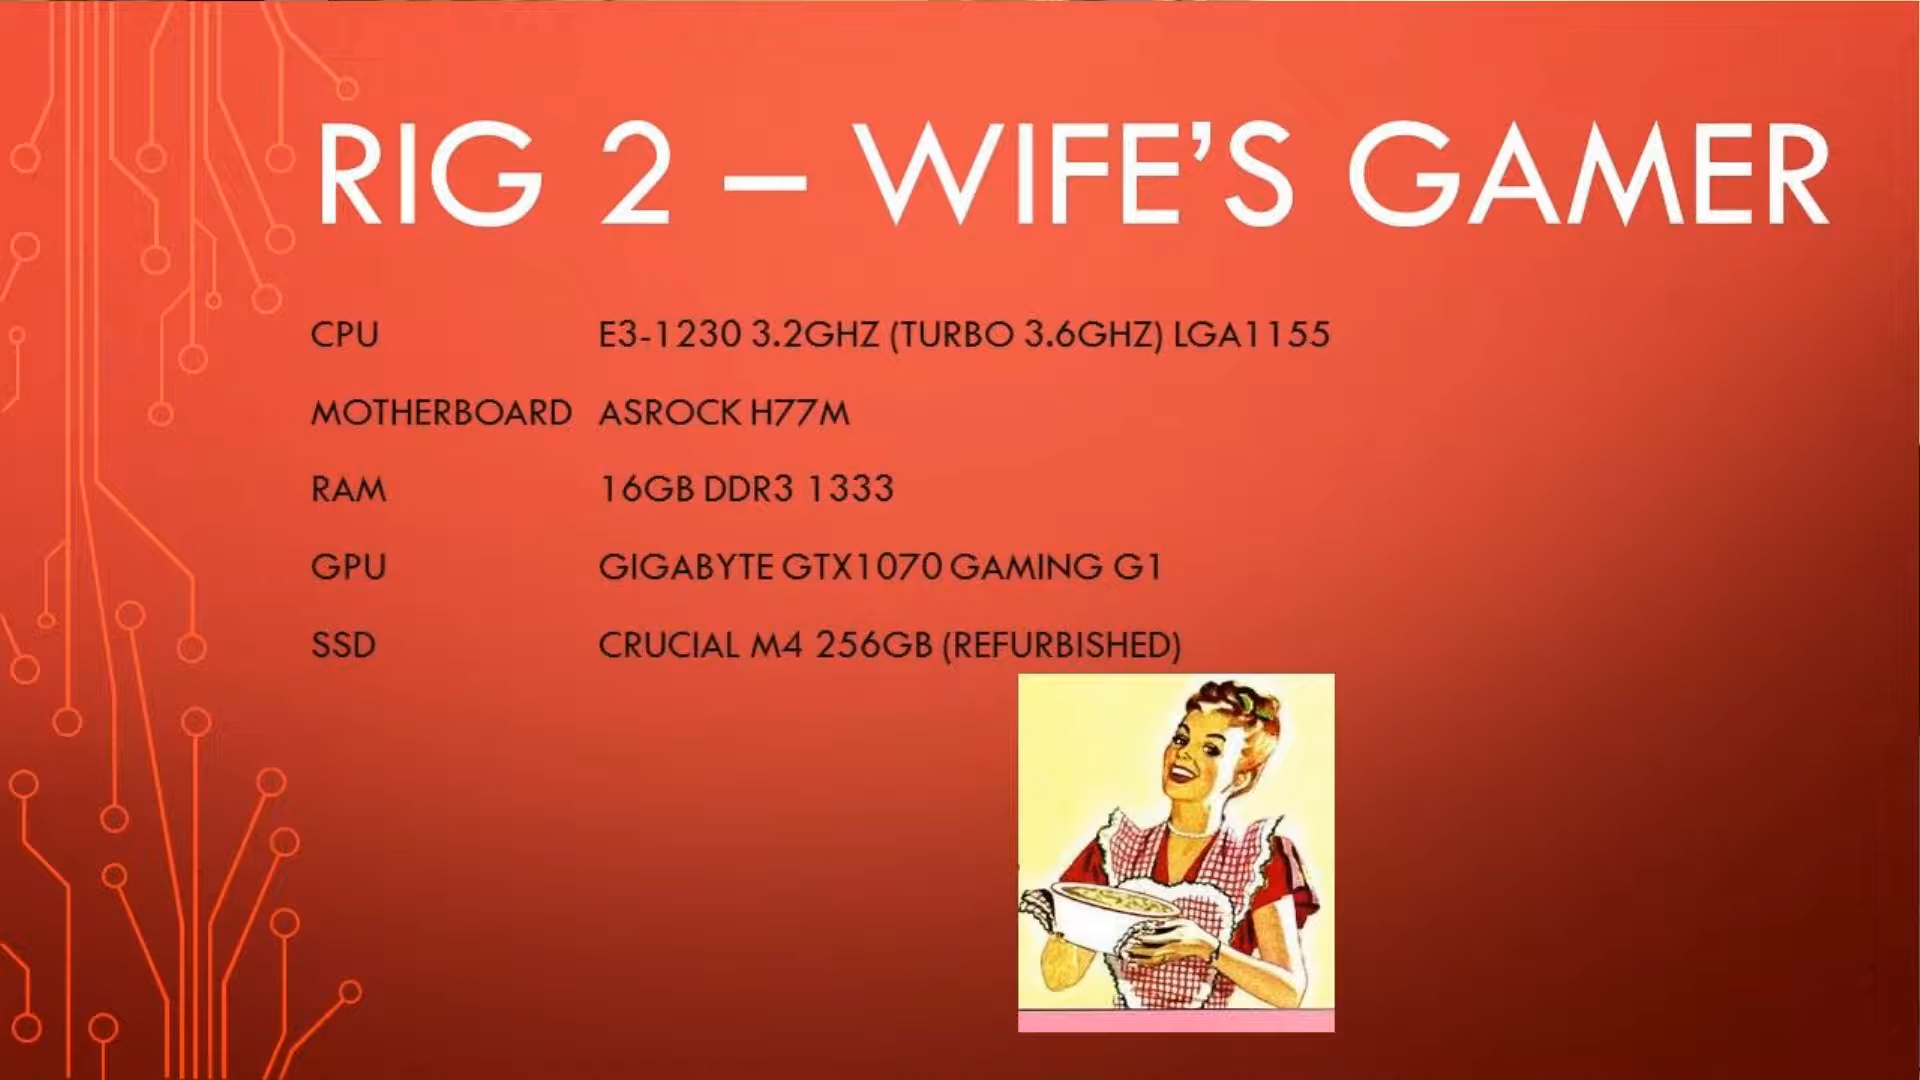 RIG 2 – WIFE'S GAMER
CPU E3-1230 3.2GHZ (TURBO 3.6GHZ) LGA1155
MOTHERBOARD ASROCK H77M
RAM 16GB DDR3 1333
GPU GIGABYTE GTX1070 GAMING G1
SSD CRUCIAL M4 256GB (REFURBISHED)